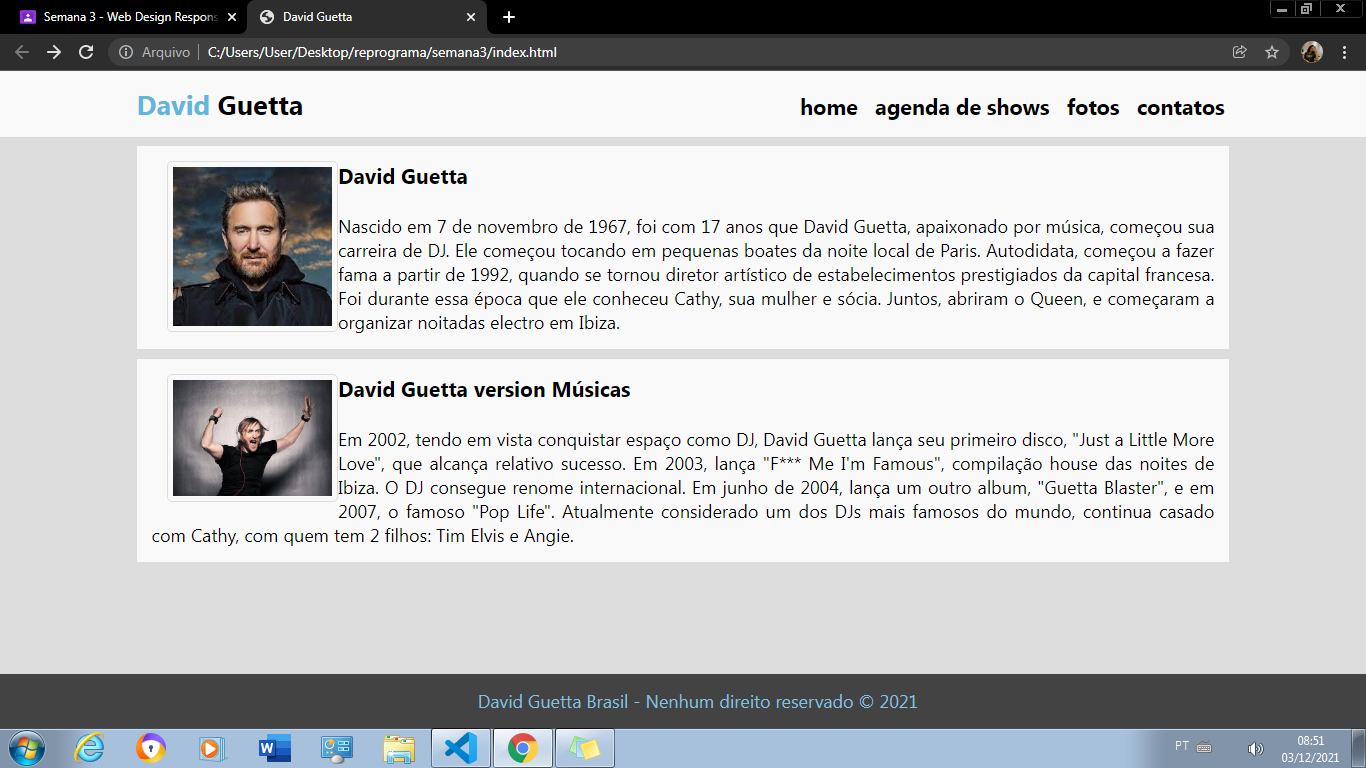 Semana 3 - Web Design Respons
David Guetta
Arquivo
C:/Users/User/Desktop/reprograma/semana3/index.html
David Guetta
home agenda de shows fotos contatos
David Guetta
Nascido em 7 de novembro de 1967, foi com 17 anos que David Guetta, apaixonado por música, começou sua
carreira de DJ. Ele começou tocando em pequenas boates da noite local de Paris. Autodidata, começou a fazer
fama a partir de 1992, quando se tornou diretor artístico de estabelecimentos prestigiados da capital francesa.
Foi durante essa época que ele conheceu Cathy, sua mulher e sócia. Juntos, abriram o Queen, e começaram a
organizar noitadas electro em Ibiza.
David Guetta version Músicas
Em 2002, tendo em vista conquistar espaço como DJ, David Guetta lança seu primeiro disco, "Just a Little More
Love", que alcança relativo sucesso. Em 2003, lança "F*** Me I'm Famous", compilação house das noites de
Ibiza. O DJ consegue renome internacional. Em junho de 2004, lança um outro album, "Guetta Blaster", e em
2007, o famoso "Pop Life". Atualmente considerado um dos DJs mais famosos do mundo, continua casado
com Cathy, com quem tem 2 filhos: Tim Elvis e Angie.
David Guetta Brasil - Nenhum direito reservado © 2021
PT
08:51
03/12/2021